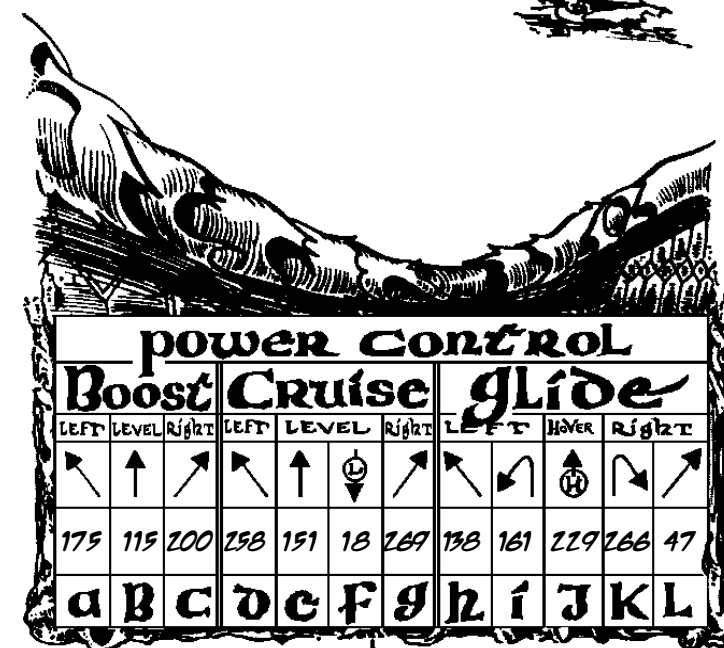 power control
Boost Cruise glide
LEFT LEVEL Right LEFT LEVEL Right LEFT HOVER Right
L H
175 115 200 258 151 18 269 138 161 229 266 47
a B C D e F g h i J K L